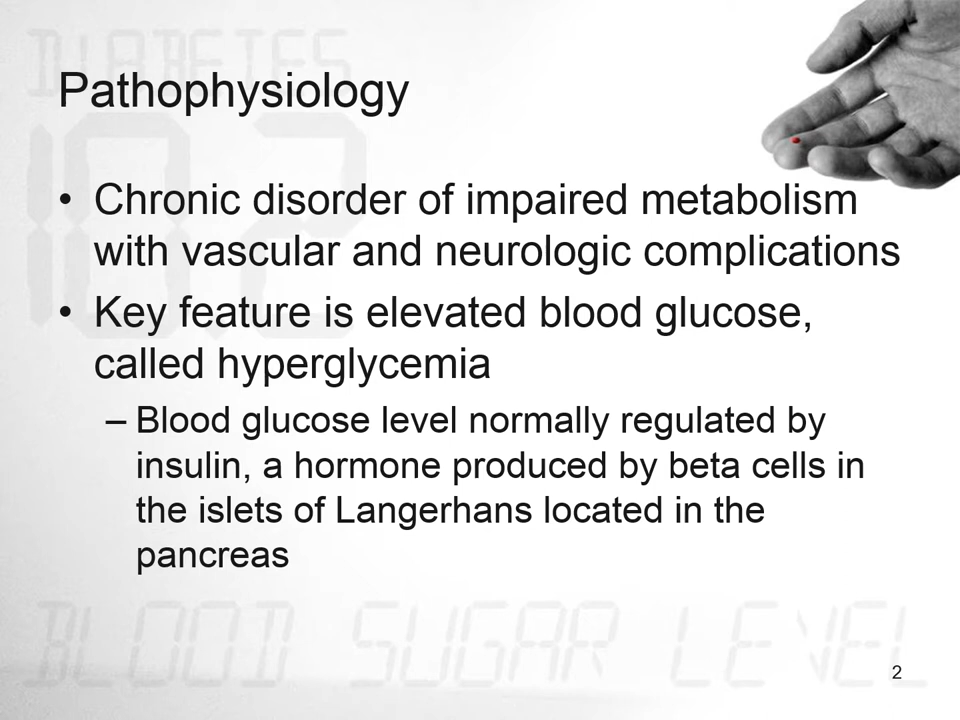 DIABETES
Pathophysiology
10.2
• Chronic disorder of impaired metabolism
with vascular and neurologic complications
• Key feature is elevated blood glucose,
called hyperglycemia
– Blood glucose level normally regulated by
insulin, a hormone produced by beta cells in
the islets of Langerhans located in the
pancreas
BLOOD SUGAR LEVEL
2